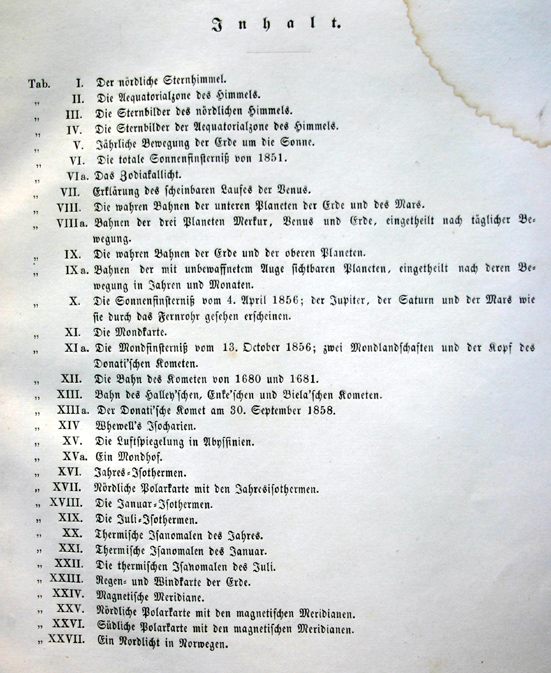 Inhalt.
Tab. I. Der nördliche Sternhimmel.
„ II. Die Aequatorialzone des Himmels.
„ III. Die Sternbilder des nördlichen Himmels.
„ IV. Die Sternbilder der Aequatorialzone des Himmels.
„ V. Jährliche Bewegung der Erde um die Sonne.
„ VI. Die totale Sonnenfinsterniß von 1851.
„ VIa. Das Zodiakallicht.
„ VII. Erklärung des scheinbaren Laufes der Venus.
„ VIII. Die wahren Bahnen der unteren Planeten der Erde und des Mars.
„ VIIIa. Bahnen der drei Planeten Merkur, Venus und Erde, eingetheilt nach täglicher Be-
wegung.
„ IX. Die wahren Bahnen der Erde und der oberen Planeten.
„ IXa. Bahnen der mit unbewaffnetem Auge sichtbaren Planeten, eingetheilt nach deren Be-
wegung in Jahren und Monaten.
„ X. Die Sonnenfinsterniß vom 4. April 1856; der Jupiter, der Saturn und der Mars wie
sie durch das Fernrohr gesehen erscheinen.
„ XI. Die Mondkarte.
„ XIa. Die Mondfinsterniß vom 13. October 1856; zwei Mondlandschaften und der Kopf des
Donati'schen Kometen.
„ XII. Die Bahn des Kometen von 1680 und 1681.
„ XIII. Bahn des Halley'schen, Enke'schen und Biela'schen Kometen.
„ XIIIa. Der Donati'sche Komet am 30. September 1858.
„ XIV Whewell's Isochorien.
„ XV. Die Luftspiegelung in Abyssinien.
„ XVa. Ein Mondhof.
„ XVI. Jahres-Isothermen.
„ XVII. Nördliche Polarkarte mit den Jahresisothermen.
„ XVIII. Die Januar-Isothermen.
„ XIX. Die Juli-Isothermen.
„ XX. Thermische Isanomalen des Jahres.
„ XXI. Thermische Isanomalen des Januar.
„ XXII. Die thermischen Isanomalen des Juli.
„ XXIII. Regen- und Windkarte der Erde.
„ XXIV. Magnetische Meridiane.
„ XXV. Nördliche Polarkarte mit den magnetischen Meridianen.
„ XXVI. Südliche Polarkarte mit den magnetischen Meridianen.
„ XXVII. Ein Nordlicht in Norwegen.